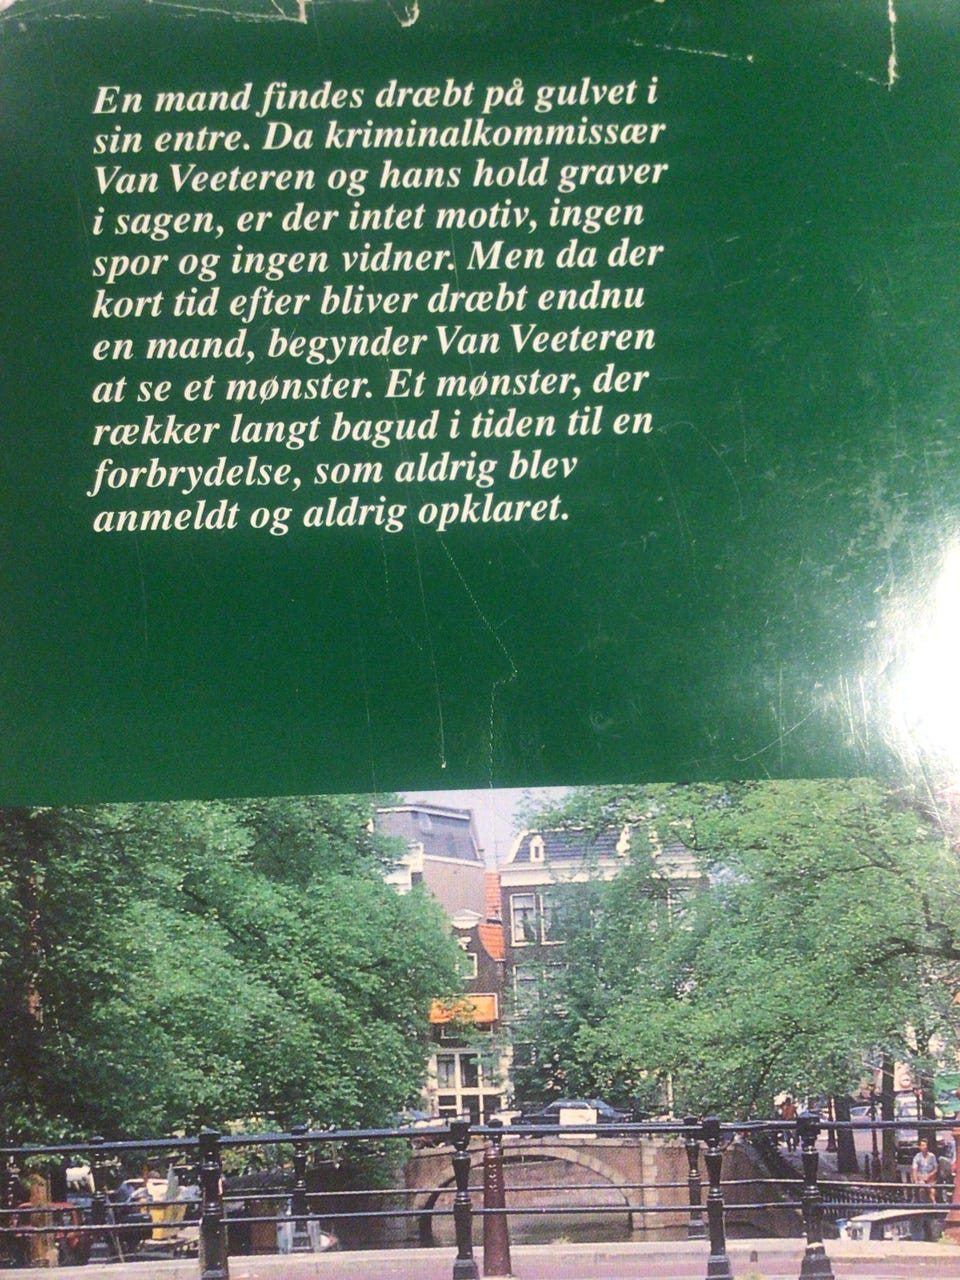 En mand findes dræbt på gulvet i
sin entre. Da kriminalkommissær
Van Veeteren og hans hold graver
i sagen, er der intet motiv, ingen
spor og ingen vidner. Men da der
kort tid efter bliver dræbt endnu
en mand, begynder Van Veeteren
at se et mønster. Et mønster, der
rækker langt bagud i tiden til en
forbrydelse, som aldrig blev
anmeldt og aldrig opklaret.